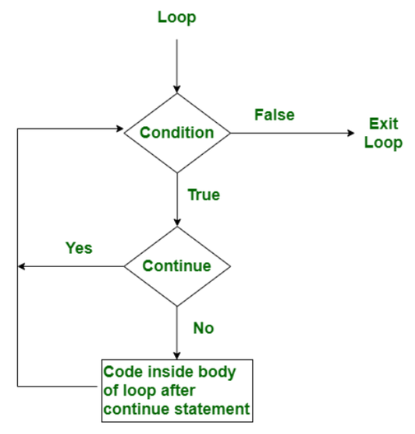 Loop
Condition
False
Exit
Loop
True
Yes
Continue
No
Code inside body
of loop after
continue statement